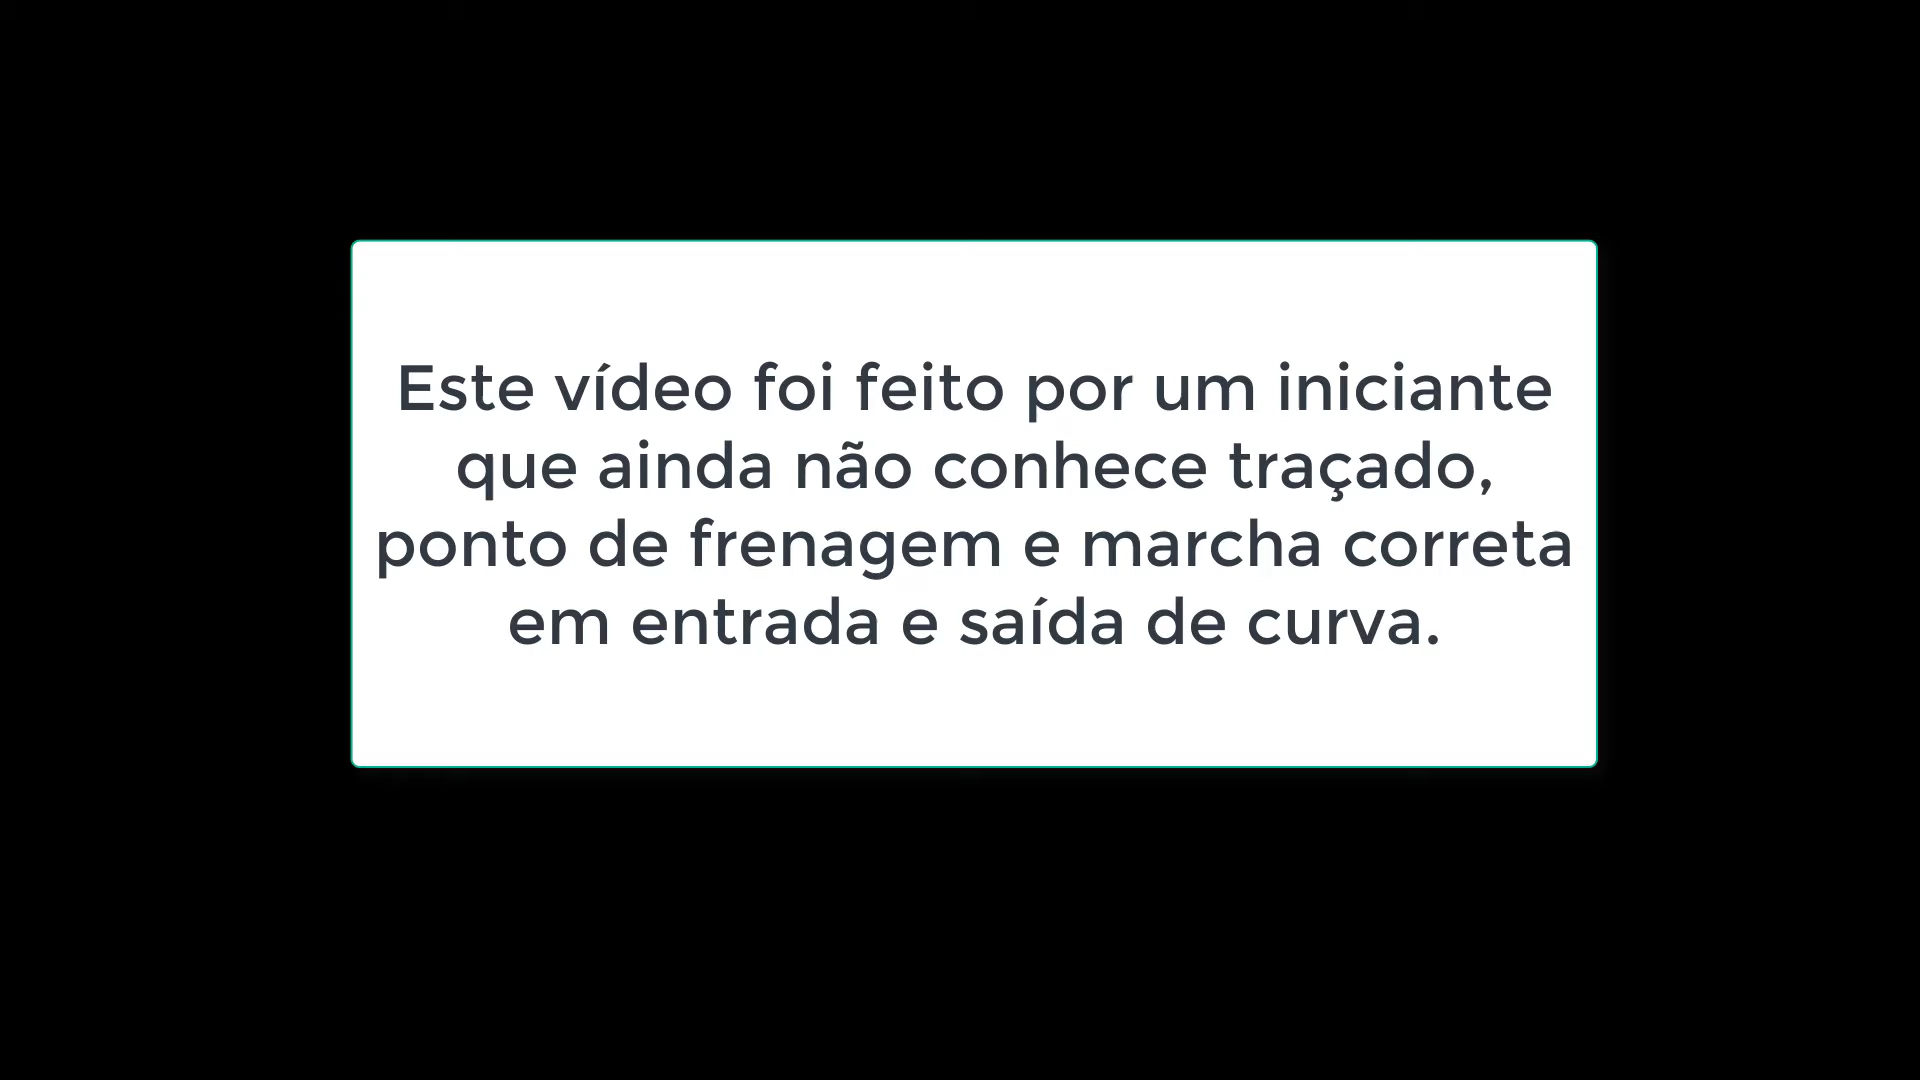 Este vídeo foi feito por um iniciante
que ainda não conhece traçado,
ponto de frenagem e marcha correta
em entrada e saída de curva.